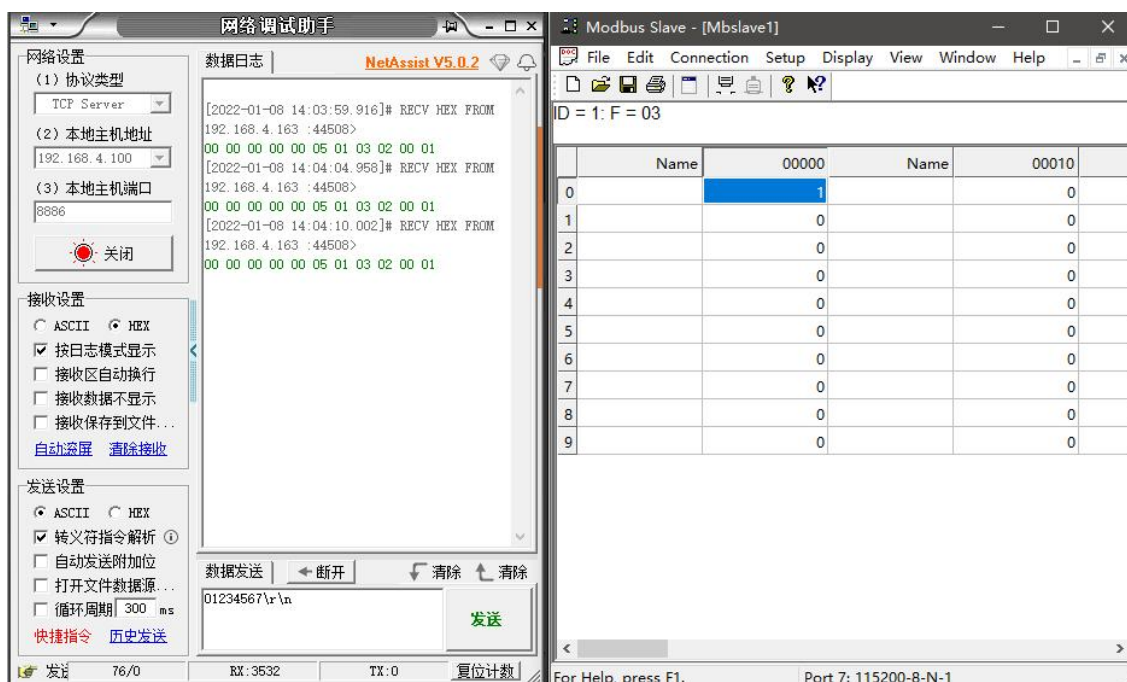 网络调试助手
网络设置
(1) 协议类型
TCP Server
(2) 本地主机地址
192.168.4.100
(3) 本地主机端口
8886
关闭
接收设置
ASCII HEX
按日志模式显示
接收区自动换行
接收数据不显示
接收保存到文件...
自动滚屏 清除接收
发送设置
ASCII HEX
转义符指令解析
自动发送附加位
打开文件数据源...
循环周期 300 ms
快捷指令 历史发送
数据日志 NetAssist V5.0.2
[2022-01-08 14:03:59.916]# RECV HEX FROM
192.168.4.163 :44508>
00 00 00 00 00 05 01 03 02 00 01
[2022-01-08 14:04:04.958]# RECV HEX FROM
192.168.4.163 :44508>
00 00 00 00 00 05 01 03 02 00 01
[2022-01-08 14:04:10.002]# RECV HEX FROM
192.168.4.163 :44508>
00 00 00 00 00 05 01 03 02 00 01
数据发送 断开 清除 清除
01234567\r\n
发送
76/0 RX:3532 TX:0 复位计数
Modbus Slave - [Mbslave1]
File Edit Connection Setup Display View Window Help
ID = 1: F = 03
Name 00000 Name 00010
0 1 0
1 0 0
2 0 0
3 0 0
4 0 0
5 0 0
6 0 0
7 0 0
8 0 0
9 0 0
For Help, press F1. Port 7: 115200-8-N-1